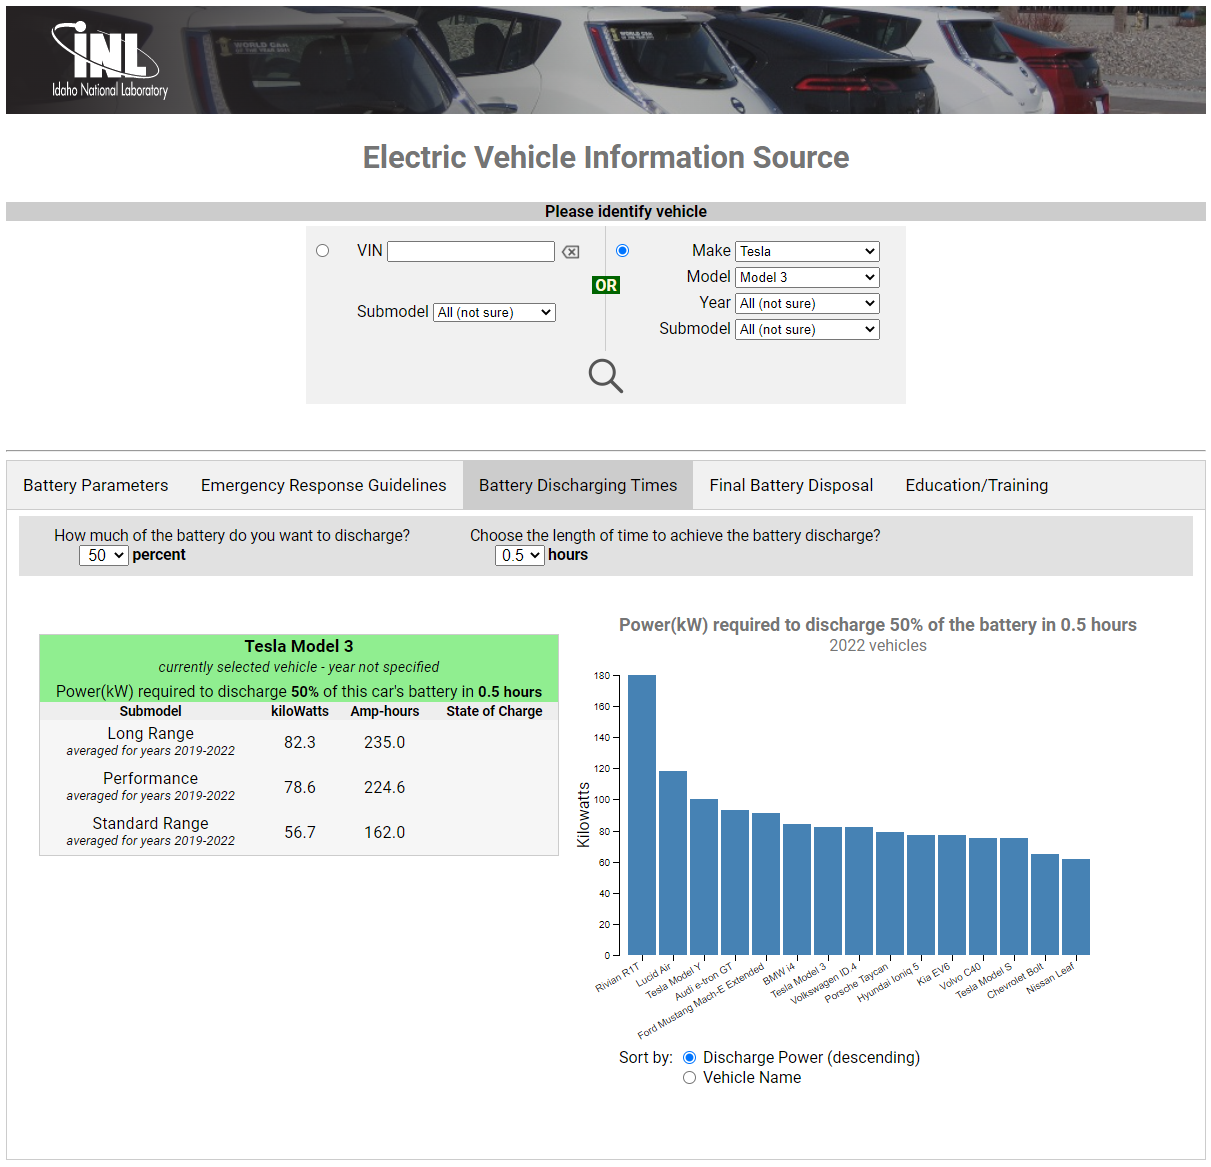 INL
Idaho National Laboratory
WORLD CAR
OF THE YEAR 2011
Electric Vehicle Information Source
Please identify vehicle
VIN
Submodel All (not sure)
OR
Make Tesla
Model Model 3
Year All (not sure)
Submodel All (not sure)
Battery Parameters Emergency Response Guidelines Battery Discharging Times Final Battery Disposal Education/Training
How much of the battery do you want to discharge?
50 percent
Choose the length of time to achieve the battery discharge?
0.5 hours
Tesla Model 3
currently selected vehicle - year not specified
Power(kW) required to discharge 50% of this car's battery in 0.5 hours
Submodel kiloWatts Amp-hours State of Charge
Long Range 82.3 235.0
averaged for years 2019-2022
Performance 78.6 224.6
averaged for years 2019-2022
Standard Range 56.7 162.0
averaged for years 2019-2022
Power(kW) required to discharge 50% of the battery in 0.5 hours
2022 vehicles
Kilowatts
180
160
140
120
100
80
60
40
20
0
Rivian R1T
Lucid Air
Tesla Model Y
Audi e-tron GT
Ford Mustang Mach-E Extended
BMW i4
Tesla Model 3
Volkswagen ID.4
Porsche Taycan
Hyundai Ioniq 5
Kia EV6
Volvo C40
Tesla Model S
Chevrolet Bolt
Nissan Leaf
Sort by: Discharge Power (descending)
Vehicle Name